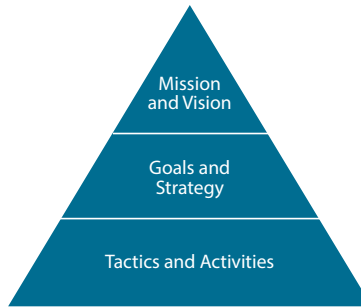 Mission
and Vision
Goals and
Strategy
Tactics and Activities